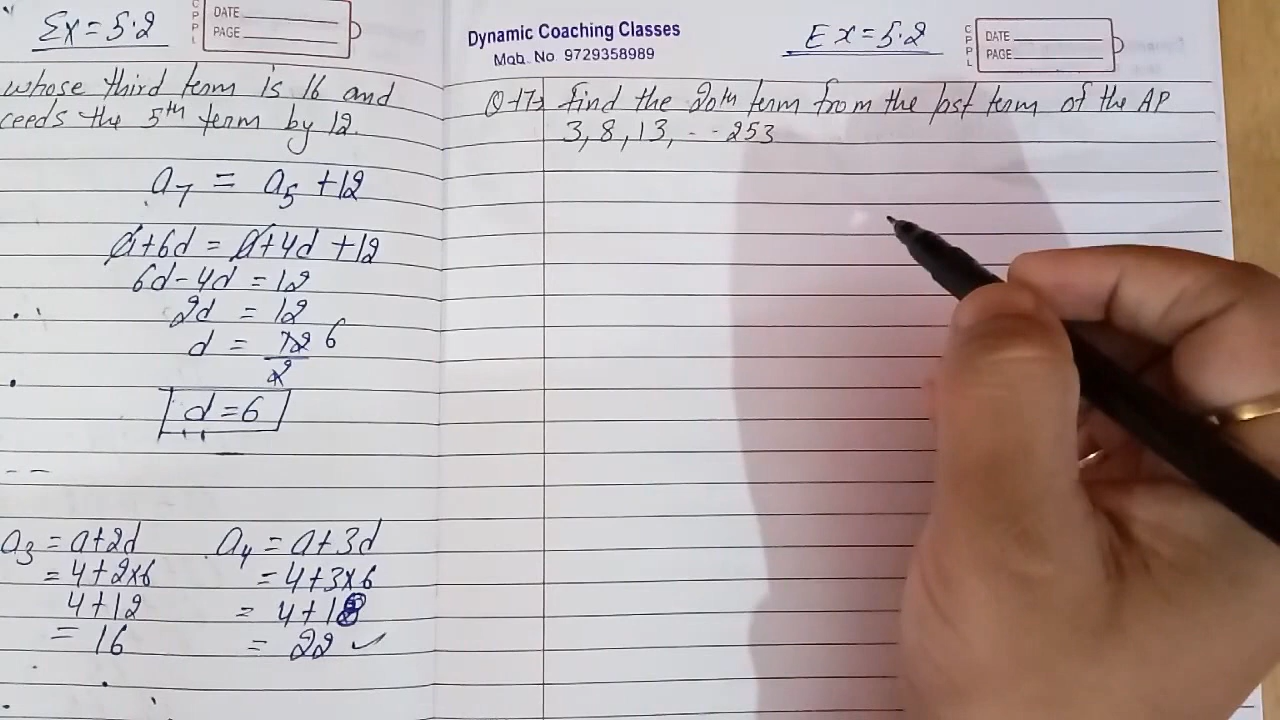 Ex = 5.2
CPPL
DATE
PAGE
whose third term is 16 and
ceeds the 5th term by 12.
a7 = a5 + 12
a + 6d = a + 4d + 12
6d - 4d = 12
2d = 12
d = 12/2 6
d = 6
a3 = a + 2d
= 4 + 2x6
4 + 12
= 16
a4 = a + 3d
= 4 + 3x6
= 4 + 18
= 22 ✓
Dynamic Coaching Classes
Mob. No. 9729358989
Ex = 5.2
CPPL
DATE
PAGE
Q-17. find the 20th term from the last term of the AP
3, 8, 13, - - 253